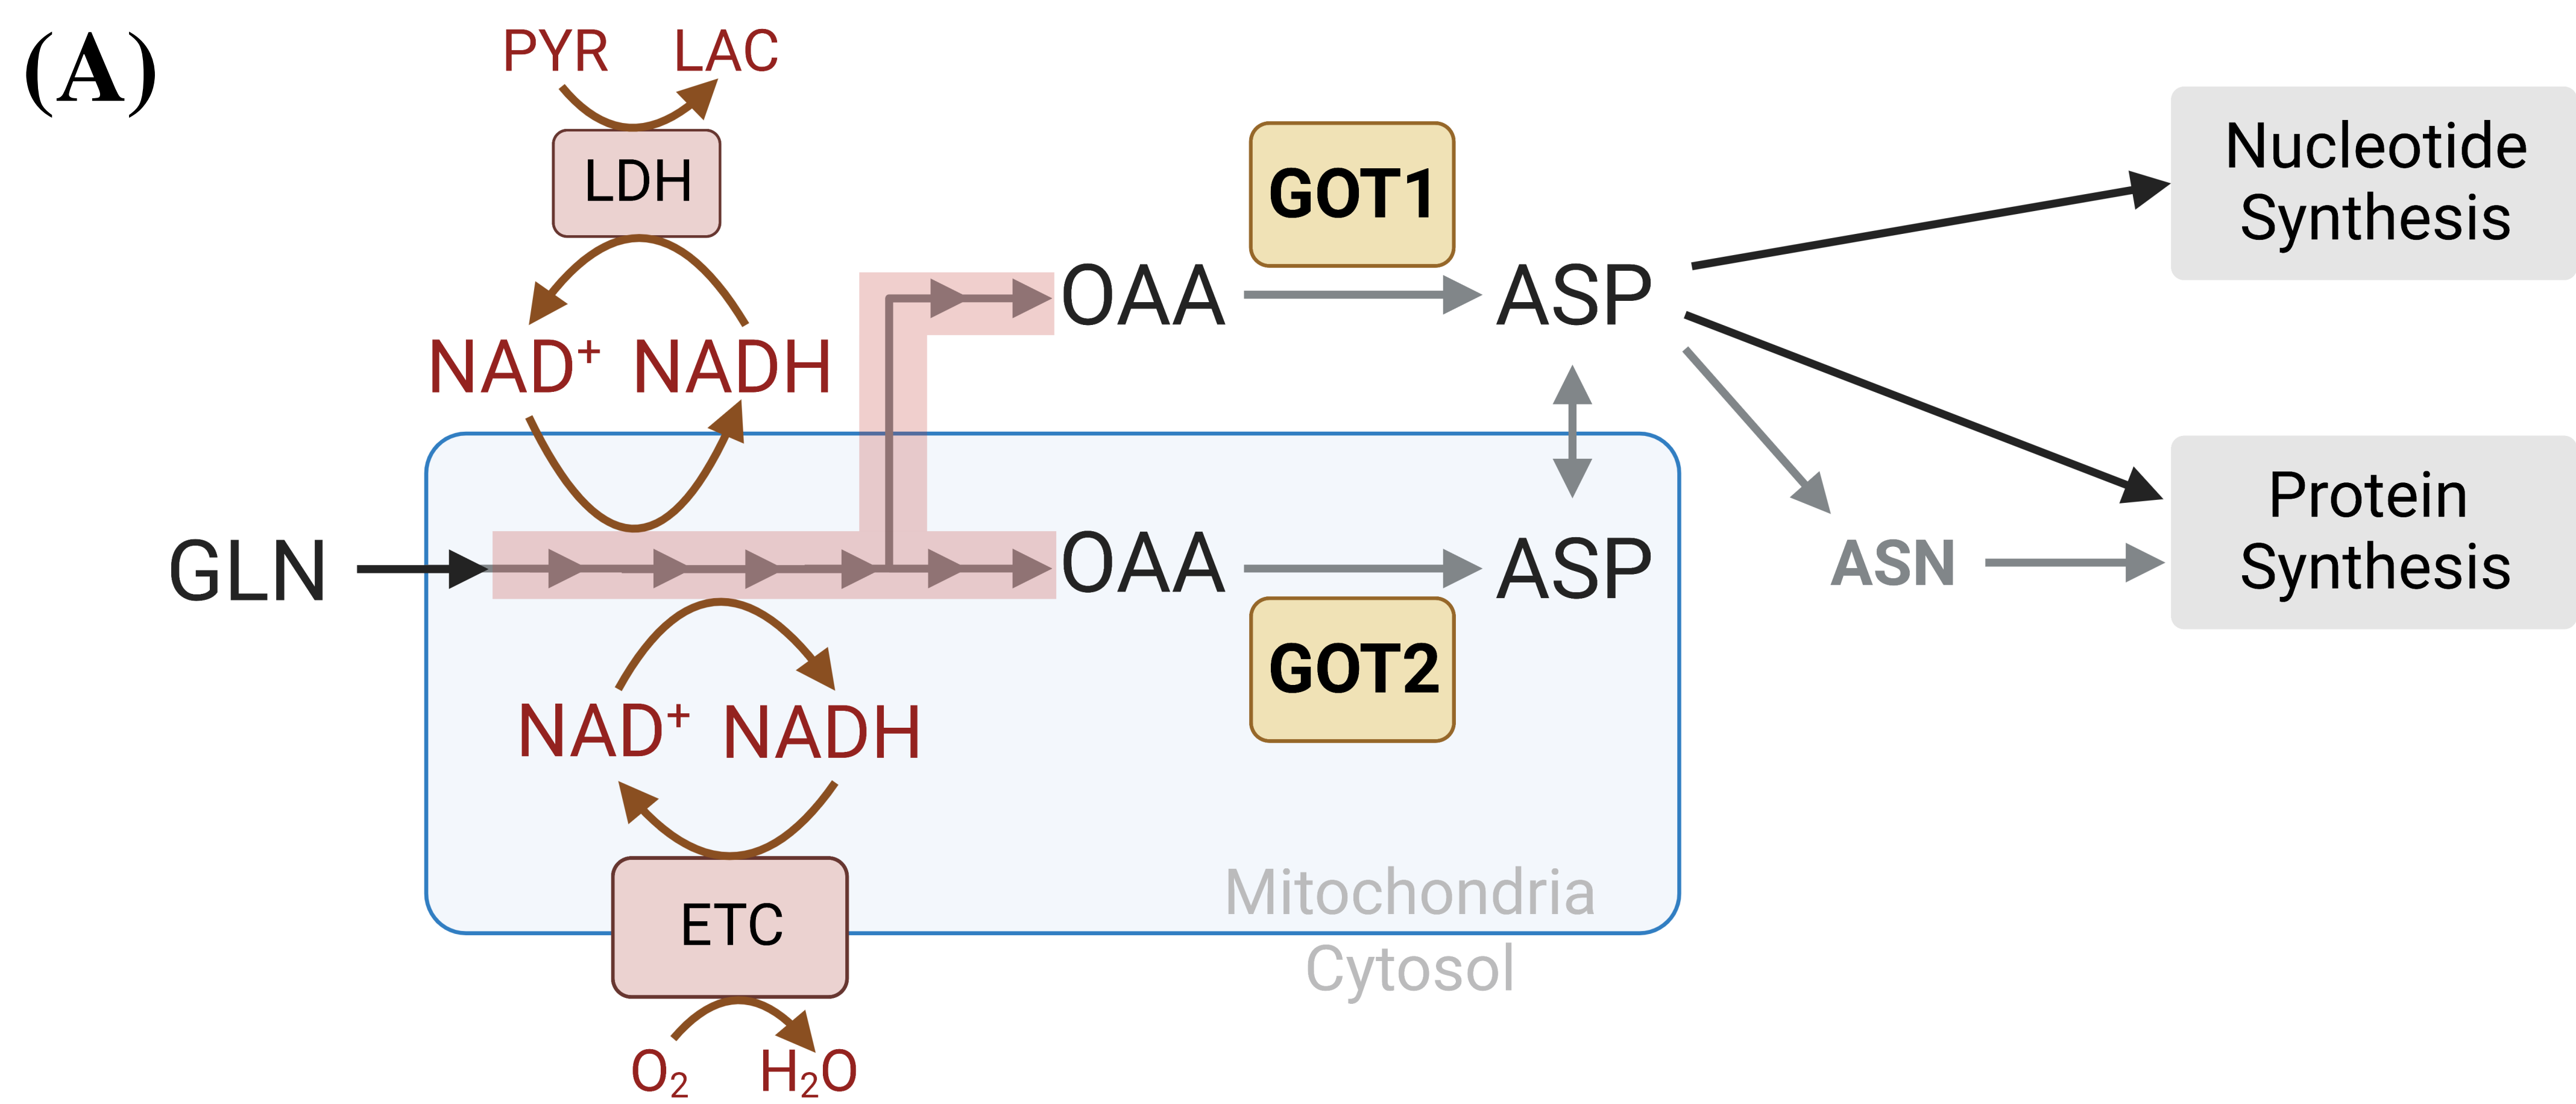 (A)
PYR LAC
LDH
NAD⁺ NADH
GOT1
OAA ASP
Nucleotide
Synthesis
GLN
OAA ASP
GOT2
ASN
Protein
Synthesis
NAD⁺ NADH
ETC
O₂ H₂O
Mitochondria
Cytosol